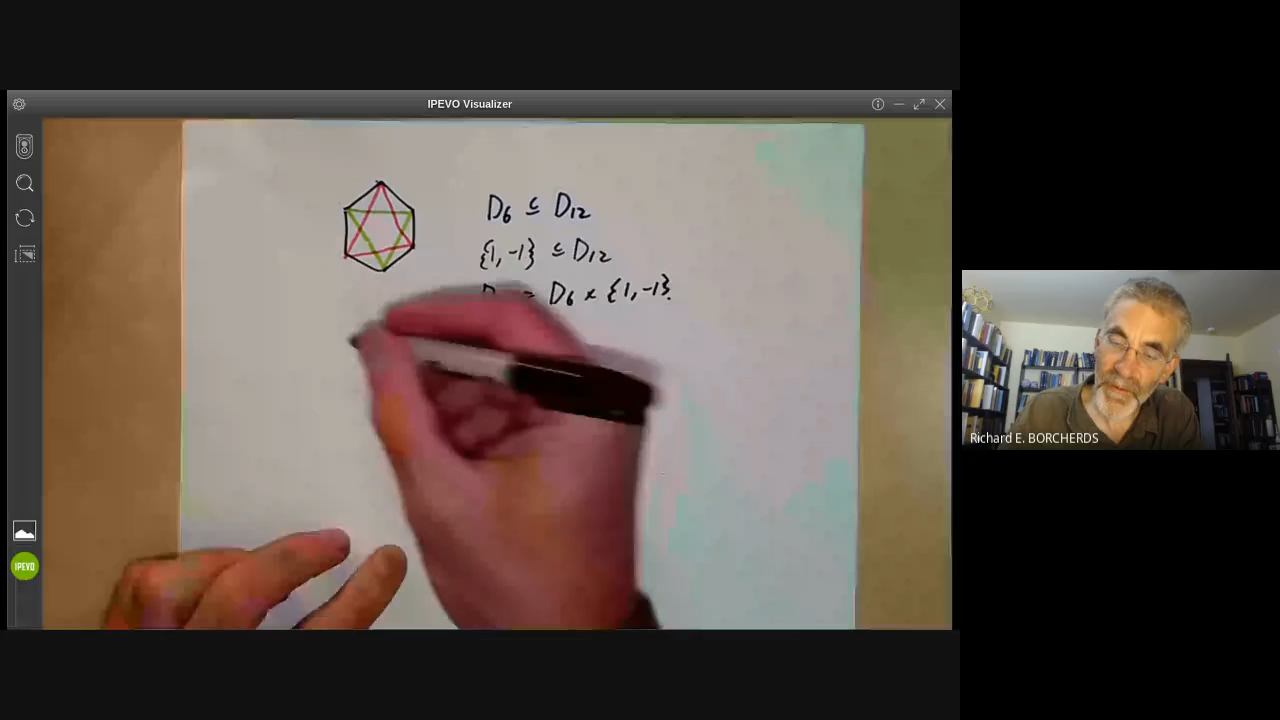 IPEVO Visualizer
D₆ ⊆ D₁₂
{1, -1} ⊆ D₁₂
= D₆ × {1, -1}.
IPEVO
Richard E. BORCHERDS